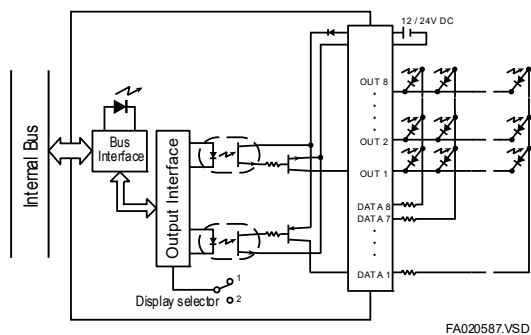 12 / 24V DC
OUT 8
OUT 2
OUT 1
DATA 8
DATA 7
DATA 1
Internal Bus
Bus
Interface
Output Interface
Display selector
1
2
FA020587.VSD